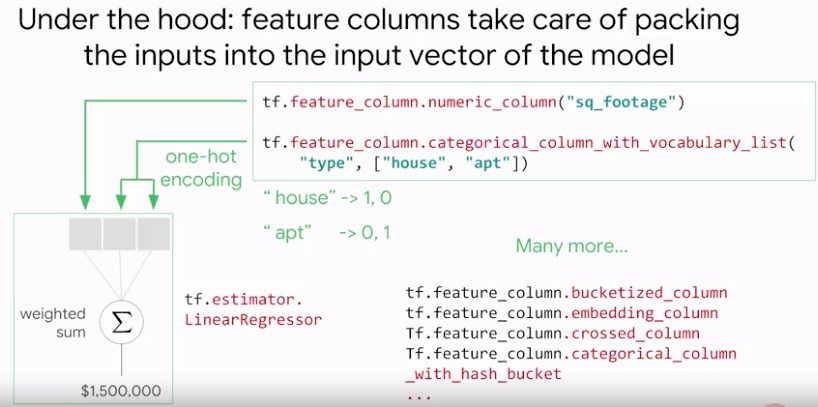 Under the hood: feature columns take care of packing
the inputs into the input vector of the model
tf.feature_column.numeric_column("sq_footage")
tf.feature_column.categorical_column_with_vocabulary_list(
"type", ["house", "apt"])
one-hot
encoding
“ house” -> 1, 0
“ apt” -> 0, 1
Many more...
weighted
sum
Σ
$1,500,000
tf.estimator.
LinearRegressor
tf.feature_column.bucketized_column
tf.feature_column.embedding_column
Tf.feature_column.crossed_column
Tf.feature_column.categorical_column
_with_hash_bucket
...